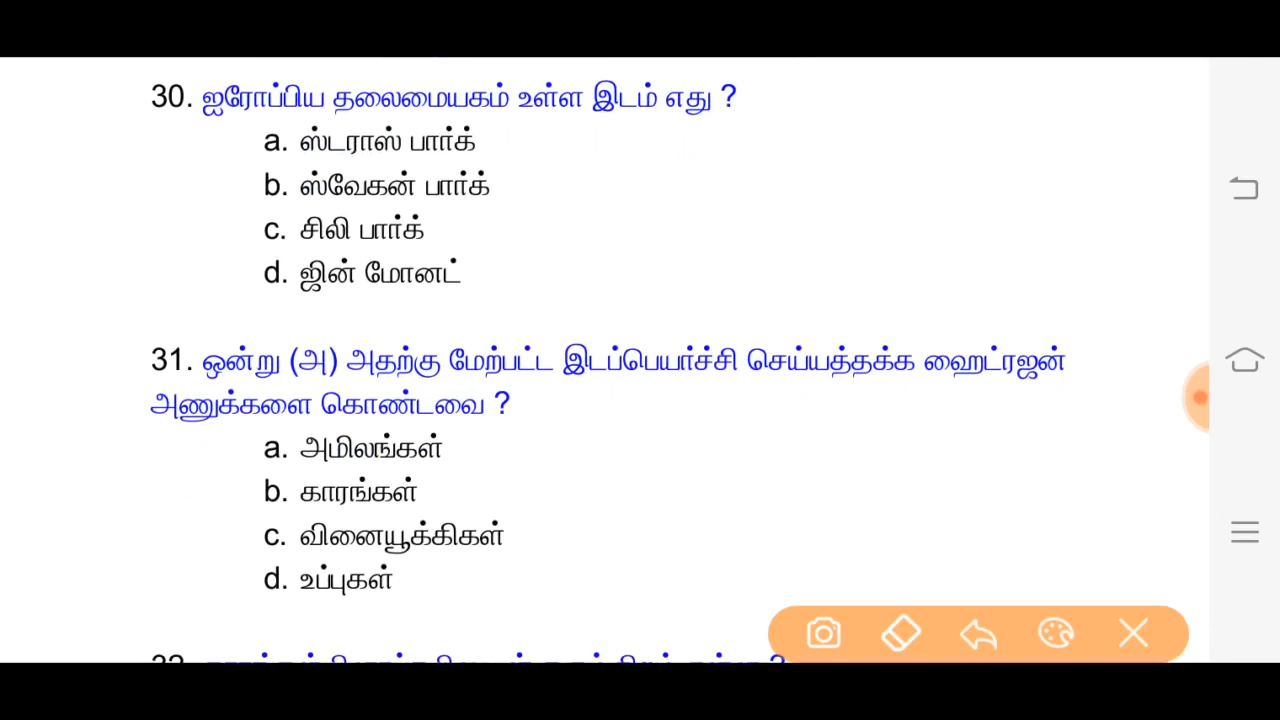 30. ஐரோப்பிய தலைமையகம் உள்ள இடம் எது ?
a. ஸ்டராஸ் பார்க்
b. ஸ்வேகன் பார்க்
c. சிலி பார்க்
d. ஜின் மோனட்
31. ஒன்று (அ) அதற்கு மேற்பட்ட இடப்பெயர்ச்சி செய்யத்தக்க ஹைட்ரஜன்
அணுக்களை கொண்டவை ?
a. அமிலங்கள்
b. காரங்கள்
c. வினையூக்கிகள்
d. உப்புகள்